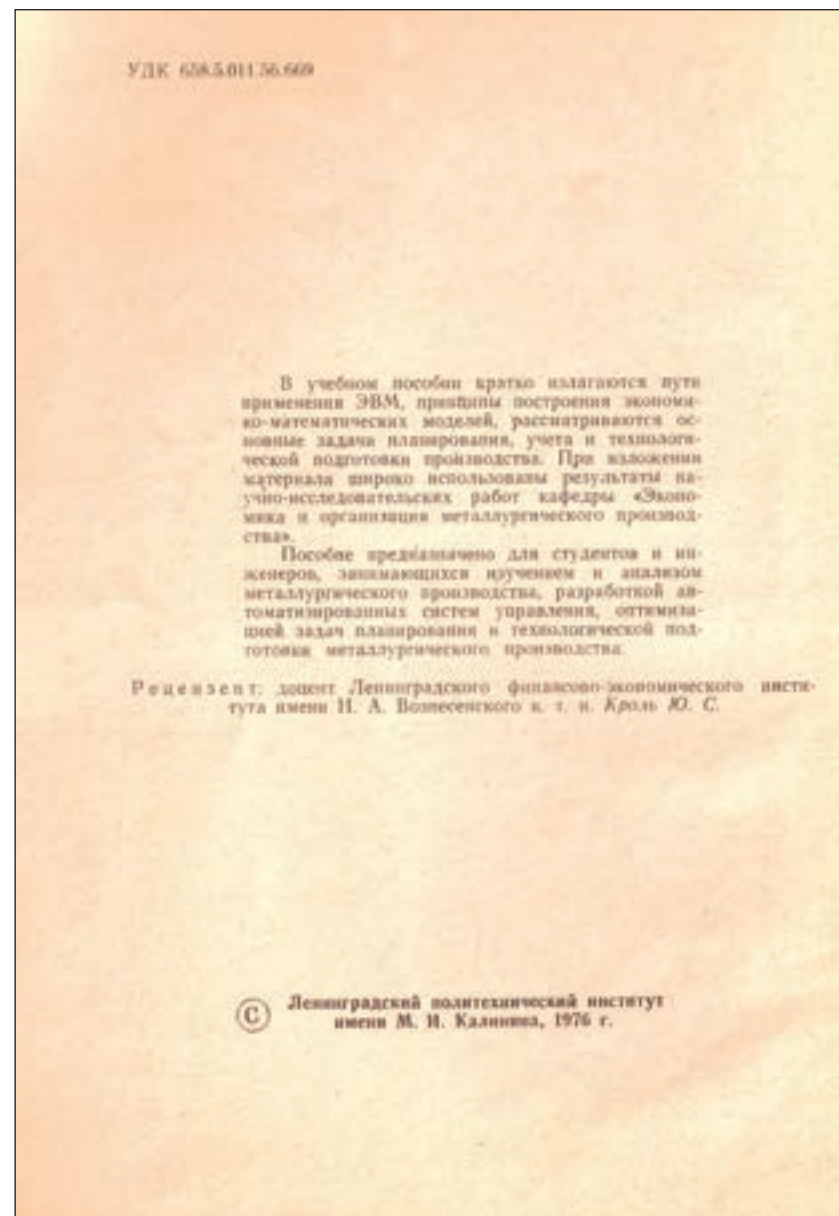 УДК 658.5.011.56.669
В учебном пособии кратко излагаются пути
применения ЭВМ, принципы построения экономи-
ко-математических моделей, рассматриваются ос-
новные задачи планирования, учета и технологи-
ческой подготовки производства. При изложении
материала широко использованы результаты на-
учно-исследовательских работ кафедры «Эконо-
мика и организация металлургического производ-
ства».
Пособие предназначено для студентов и ин-
женеров, занимающихся изучением и анализом
металлургического производства, разработкой ав-
томатизированных систем управления, оптимиза-
цией задач планирования и технологической под-
готовки металлургического производства.
Рецензент: доцент Ленинградского финансово-экономического инсти-
тута имени Н. А. Вознесенского к. т. н. Кроль Ю. С.
© Ленинградский политехнический институт
имени М. И. Калинина, 1976 г.